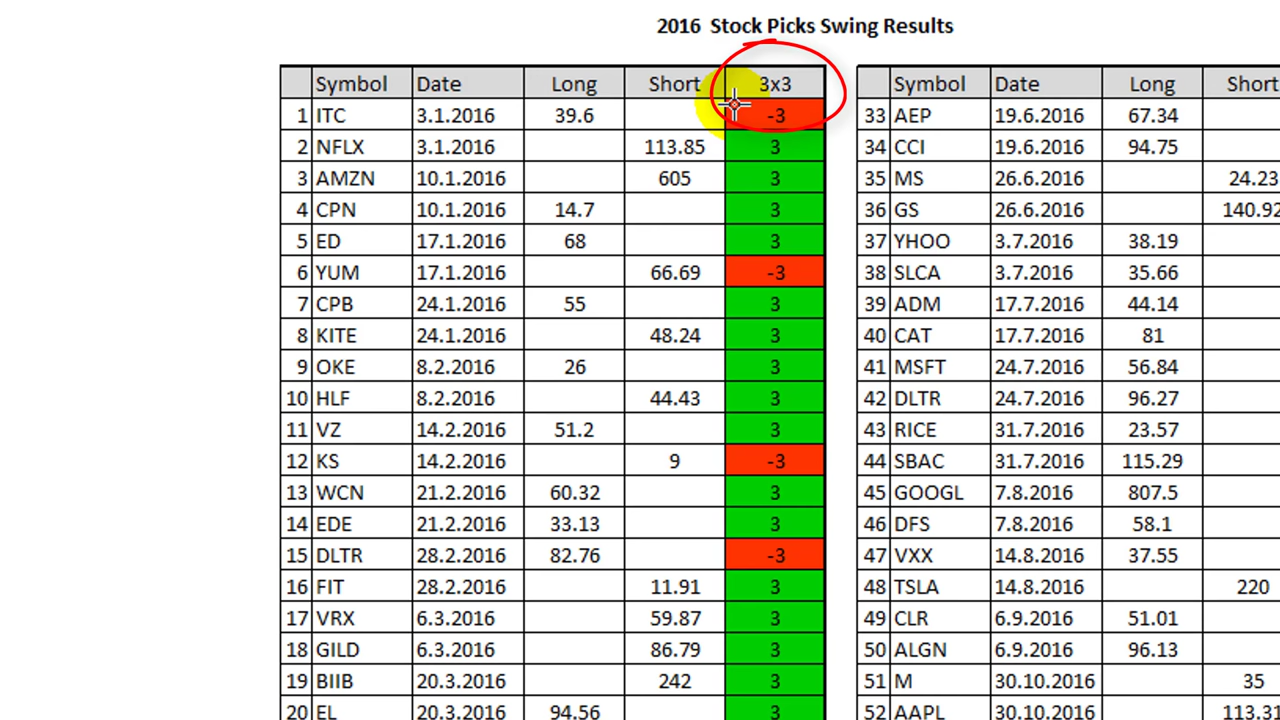 2016 Stock Picks Swing Results
Symbol Date Long Short 3x3 Symbol Date Long Short
1 ITC 3.1.2016 39.6 -3 33 AEP 19.6.2016 67.34
2 NFLX 3.1.2016 113.85 3 34 CCI 19.6.2016 94.75
3 AMZN 10.1.2016 605 3 35 MS 26.6.2016 24.23
4 CPN 10.1.2016 14.7 3 36 GS 26.6.2016 140.92
5 ED 17.1.2016 68 3 37 YHOO 3.7.2016 38.19
6 YUM 17.1.2016 66.69 -3 38 SLCA 3.7.2016 35.66
7 CPB 24.1.2016 55 3 39 ADM 17.7.2016 44.14
8 KITE 24.1.2016 48.24 3 40 CAT 17.7.2016 81
9 OKE 8.2.2016 26 3 41 MSFT 24.7.2016 56.84
10 HLF 8.2.2016 44.43 3 42 DLTR 24.7.2016 96.27
11 VZ 14.2.2016 51.2 3 43 RICE 31.7.2016 23.57
12 KS 14.2.2016 9 -3 44 SBAC 31.7.2016 115.29
13 WCN 21.2.2016 60.32 3 45 GOOGL 7.8.2016 807.5
14 EDE 21.2.2016 33.13 3 46 DFS 7.8.2016 58.1
15 DLTR 28.2.2016 82.76 -3 47 VXX 14.8.2016 37.55
16 FIT 28.2.2016 11.91 3 48 TSLA 14.8.2016 220
17 VRX 6.3.2016 59.87 3 49 CLR 6.9.2016 51.01
18 GILD 6.3.2016 86.79 3 50 ALGN 6.9.2016 96.13
19 BIIB 20.3.2016 242 3 51 M 30.10.2016 35
20 EL 20.3.2016 94.56 3 52 AAPL 30.10.2016 113.31